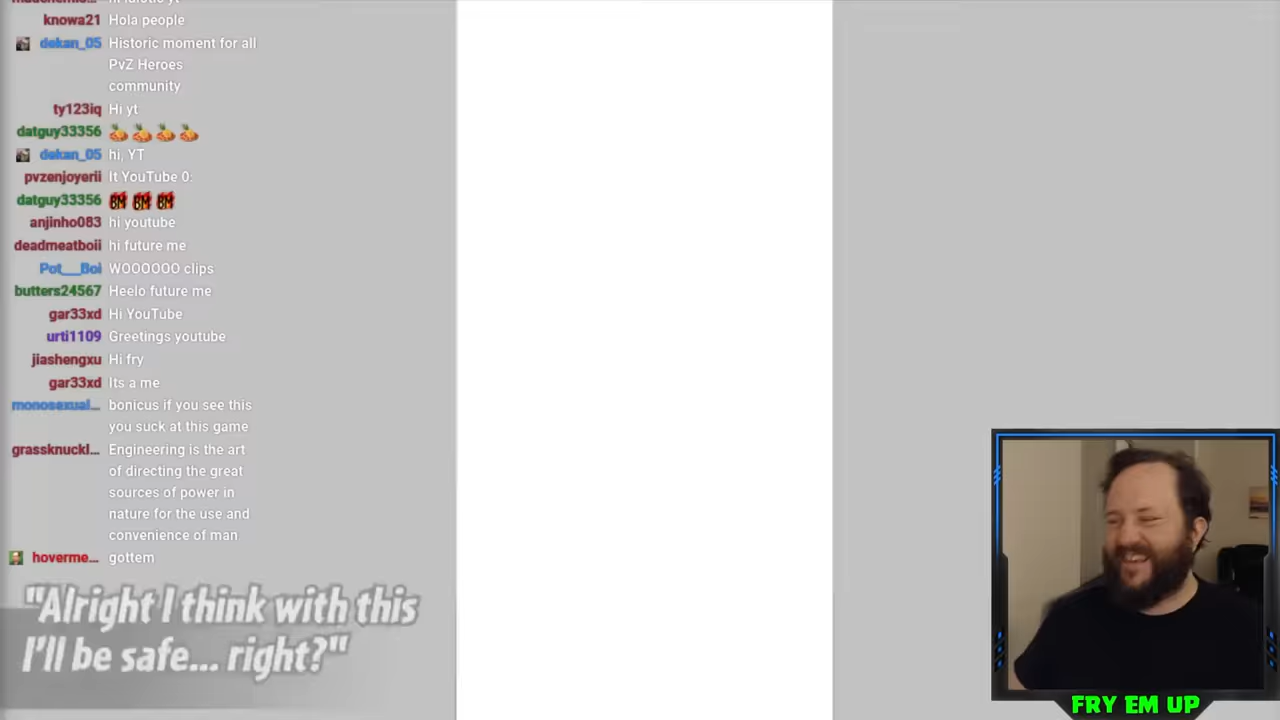 knowa21 Hola people
dekan_05 Historic moment for all
PvZ Heroes
community
ty123iq Hi yt
datguy33356
dekan_05 hi, YT
pvzenjoyerii It YouTube 0:
datguy33356 BM BM BM
anjinho083 hi youtube
deadmeatboii hi future me
Pot__Boi WOOOOOO clips
butters24567 Heelo future me
gar33xd Hi YouTube
urti1109 Greetings youtube
jiashengxu Hi fry
gar33xd Its a me
monosexual... bonicus if you see this
you suck at this game
grassknuckl... Engineering is the art
of directing the great
sources of power in
nature for the use and
convenience of man
hoverme... gottem
"Alright I think with this
I'll be safe... right?"
FRY EM UP